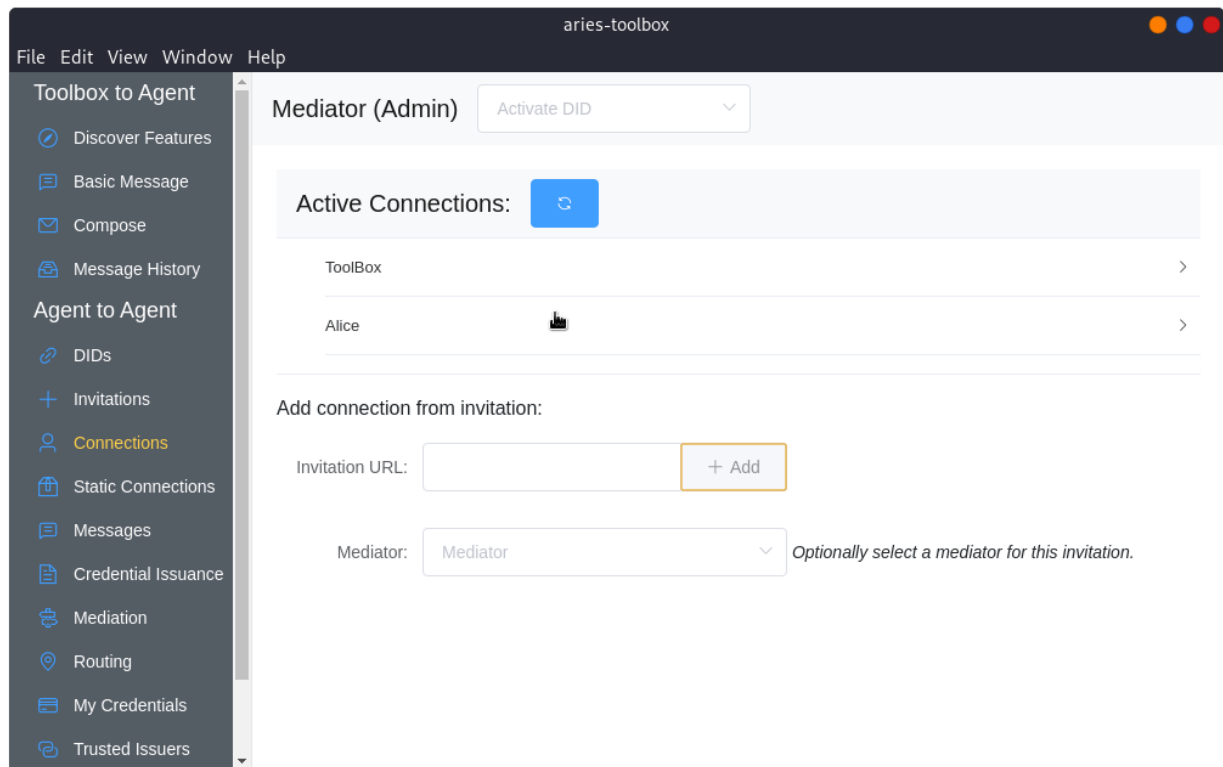 aries-toolbox
File Edit View Window Help
Toolbox to Agent
Discover Features
Basic Message
Compose
Message History
Agent to Agent
DIDs
Invitations
Connections
Static Connections
Messages
Credential Issuance
Mediation
Routing
My Credentials
Trusted Issuers
Mediator (Admin) Activate DID
Active Connections:
ToolBox
Alice
Add connection from invitation:
Invitation URL: + Add
Mediator: Mediator Optionally select a mediator for this invitation.